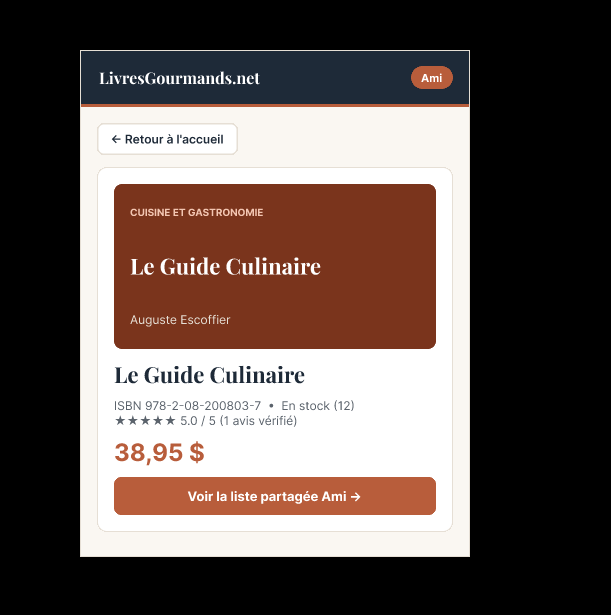 LivresGourmands.net
Ami
← Retour à l'accueil
CUISINE ET GASTRONOMIE
Le Guide Culinaire
Auguste Escoffier
Le Guide Culinaire
ISBN 978-2-08-200803-7 • En stock (12)
★★★★★ 5.0 / 5 (1 avis vérifié)
38,95 $
Voir la liste partagée Ami →